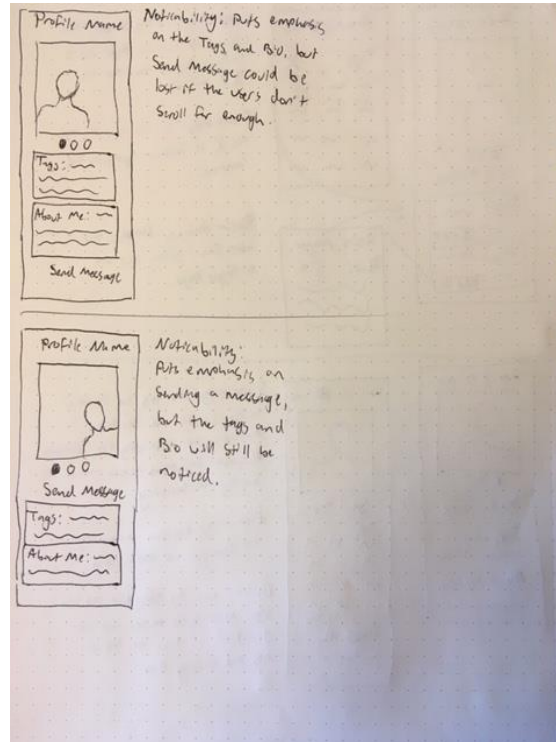 Profile Name
Tags:
About Me:
Send Message
Noticability: Puts emphasis
on the Tags and Bio, but
Send Message could be
lost if the users don't
Scroll far enough.
Profile Name
Send Message
Tags:
About Me:
Noticability:
Puts emphasis on
Sending a message,
but the tags and
Bio will still be
noticed.